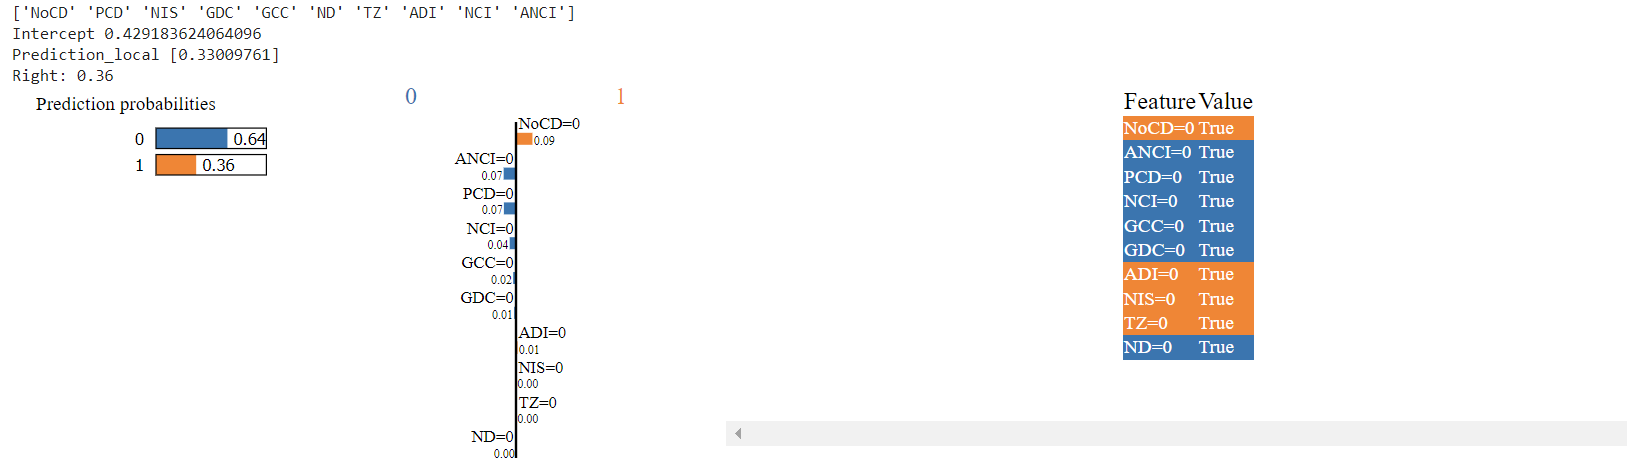 ['NoCD' 'PCD' 'NIS' 'GDC' 'GCC' 'ND' 'TZ' 'ADI' 'NCI' 'ANCI']
Intercept 0.429183624064096
Prediction_local [0.33009761]
Right: 0.36
Prediction probabilities
0 0.64
1 0.36
0 1
NoCD=0
0.09
ANCI=0
0.07
PCD=0
0.07
NCI=0
0.04
GCC=0
0.02
GDC=0
0.01
ADI=0
0.01
NIS=0
0.00
TZ=0
0.00
ND=0
0.00
Feature Value
NoCD=0 True
ANCI=0 True
PCD=0 True
NCI=0 True
GCC=0 True
GDC=0 True
ADI=0 True
NIS=0 True
TZ=0 True
ND=0 True